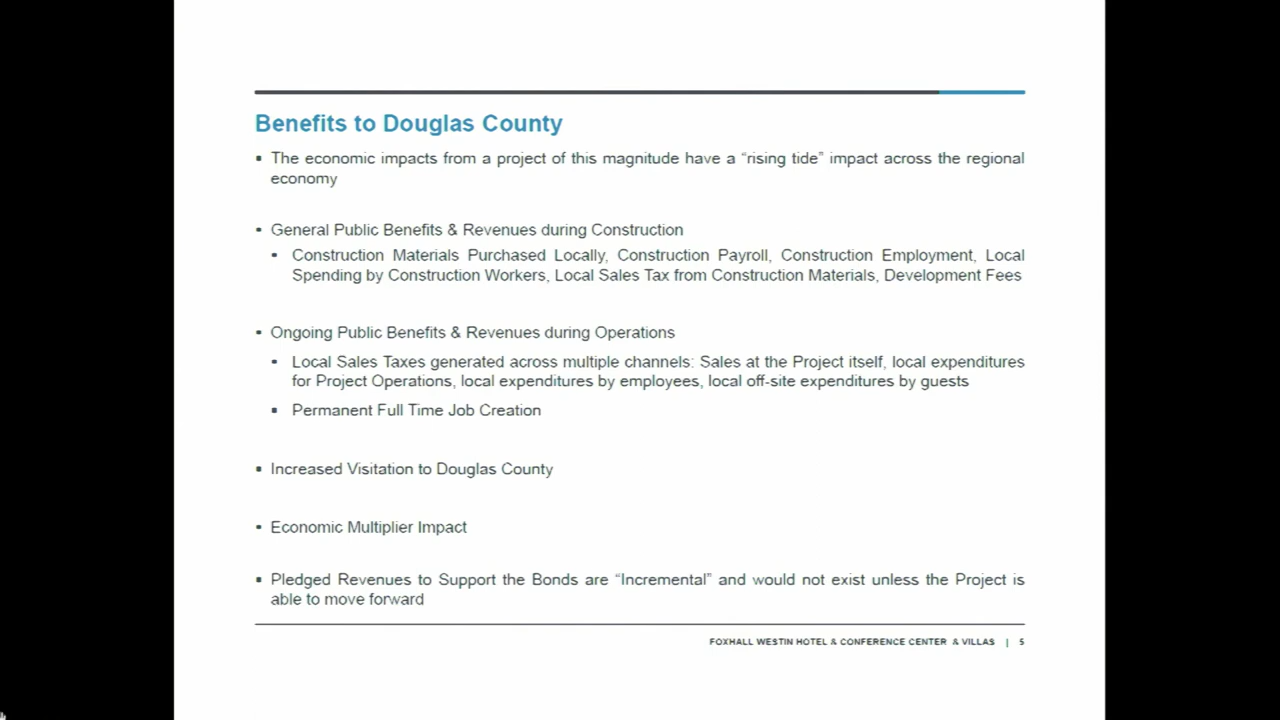 Benefits to Douglas County
▪ The economic impacts from a project of this magnitude have a “rising tide” impact across the regional
economy
▪ General Public Benefits & Revenues during Construction
▪ Construction Materials Purchased Locally, Construction Payroll, Construction Employment, Local
Spending by Construction Workers, Local Sales Tax from Construction Materials, Development Fees
▪ Ongoing Public Benefits & Revenues during Operations
▪ Local Sales Taxes generated across multiple channels: Sales at the Project itself, local expenditures
for Project Operations, local expenditures by employees, local off-site expenditures by guests
▪ Permanent Full Time Job Creation
▪ Increased Visitation to Douglas County
▪ Economic Multiplier Impact
▪ Pledged Revenues to Support the Bonds are “Incremental” and would not exist unless the Project is
able to move forward
FOXHALL WESTIN HOTEL & CONFERENCE CENTER & VILLAS | 5